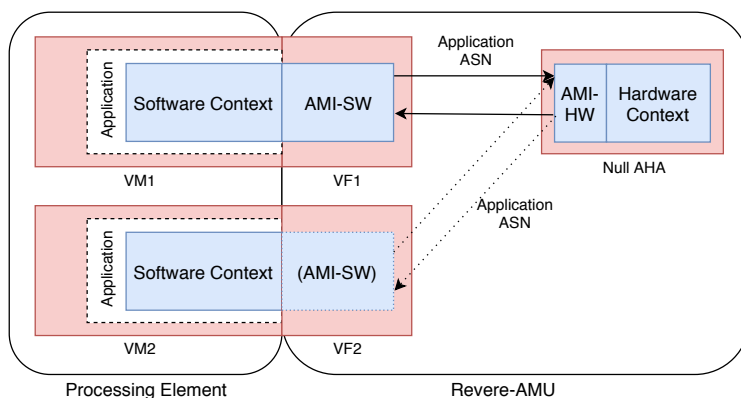 Application
Software Context
AMI-SW
VM1
VF1
Application
ASN
AMI-
HW
Hardware
Context
Null AHA
Application
Software Context
(AMI-SW)
VM2
VF2
Application
ASN
Processing Element
Revere-AMU